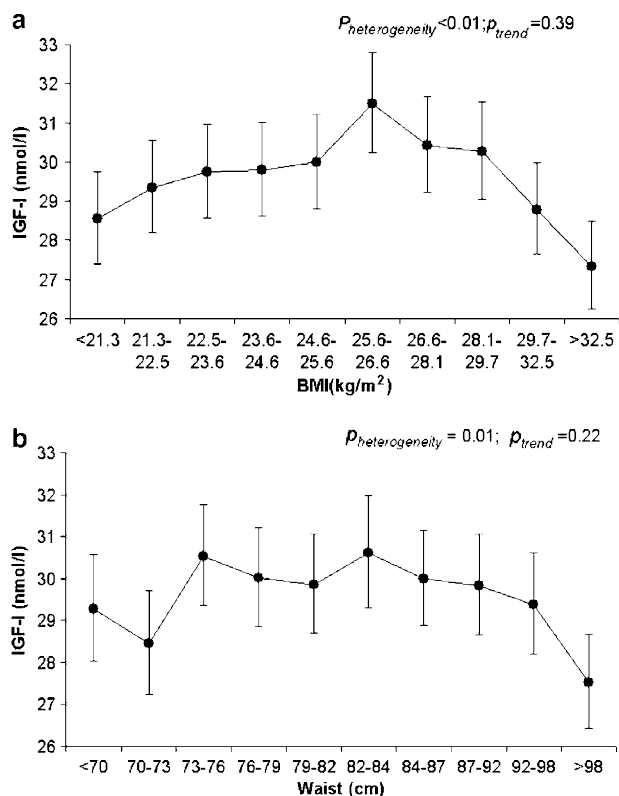 a
Pheterogeneity<0.01;ptrend=0.39
33
32
31
30
29
28
27
26
IGF-I (nmol/l)
<21.3 21.3-22.5 22.5-23.6 23.6-24.6 24.6-25.6 25.6-26.6 26.6-28.1 28.1-29.7 29.7-32.5 >32.5
BMI(kg/m²)
b
pheterogeneity = 0.01; ptrend=0.22
33
32
31
30
29
28
27
26
IGF-I (nmol/l)
<70 70-73 73-76 76-79 79-82 82-84 84-87 87-92 92-98 >98
Waist (cm)